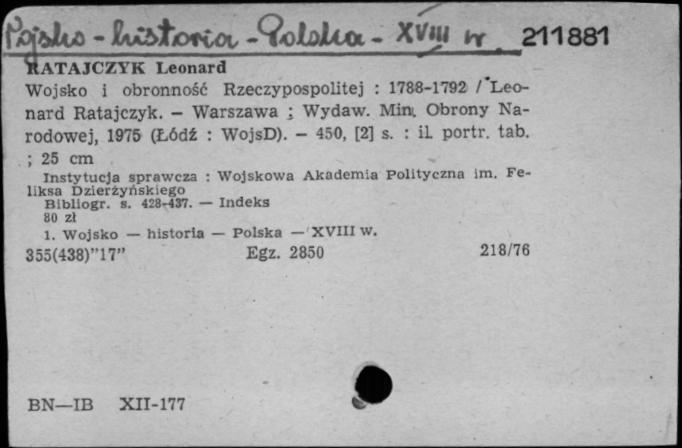 Wojsko - historia - Polska - XVIII w. 211881
RATAJCZYK Leonard
Wojsko i obronność Rzeczypospolitej : 1788-1792 / Leo-
nard Ratajczyk. — Warszawa ; Wydaw. Min. Obrony Na-
rodowej, 1975 (Łódź : WojsD). — 450, [2] s. : il. portr. tab.
; 25 cm
Instytucja sprawcza : Wojskowa Akademia Polityczna im. Fe-
liksa Dzierżyńskiego
Bibliogr. s. 428-437. — Indeks
80 zł
1. Wojsko — historia — Polska — XVIII w.
355(438)"17" Egz. 2850 218/76
BN—IB XII-177